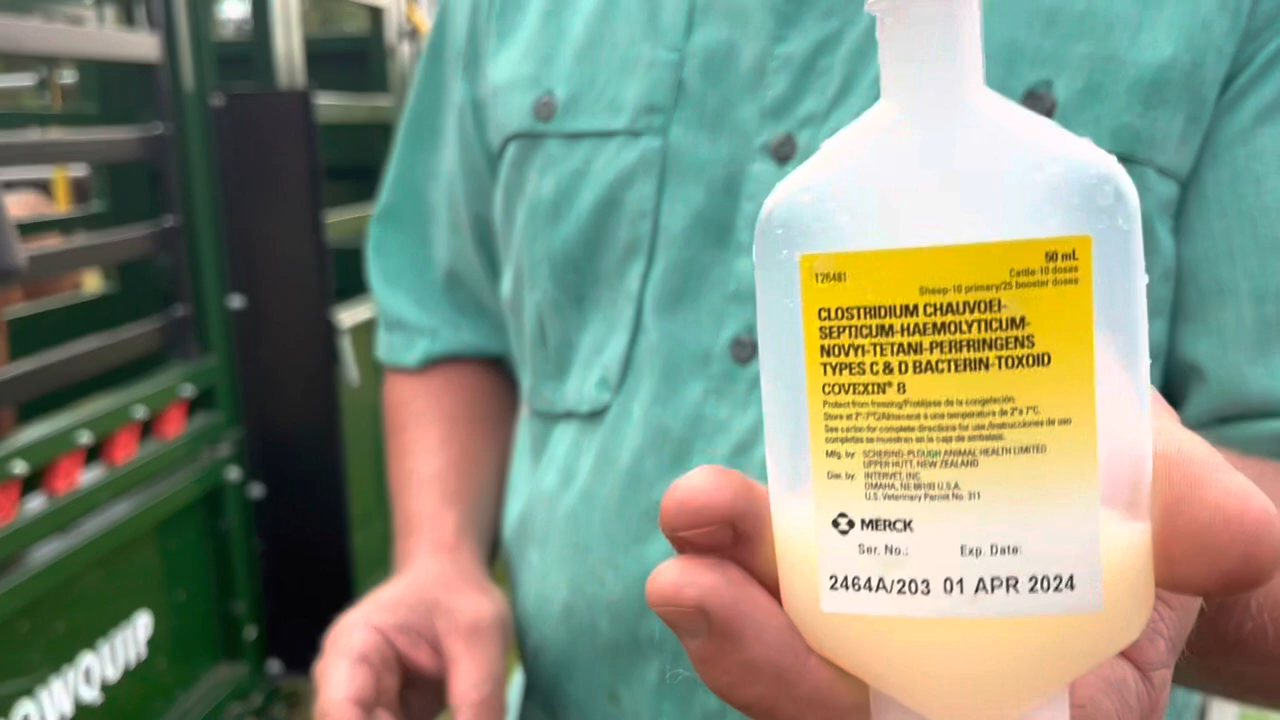 126481
50 mL
Cattle-10 doses
Sheep-10 primary/25 booster doses
CLOSTRIDIUM CHAUVOEI-
SEPTICUM-HAEMOLYTICUM-
NOVYI-TETANI-PERFRINGENS
TYPES C & D BACTERIN-TOXOID
COVEXIN® 8
Protect from freezing/Protéjase de la congelación.
Store at 2°-7°C/Almacene a una temperatura de 2° a 7°C.
See carton for complete directions for use./Instrucciones de uso
completas se muestran en la caja de embalaje.
Mfg. by SCHERING-PLOUGH ANIMAL HEALTH LIMITED
UPPER HUTT, NEW ZEALAND
Dist. by INTERVET, INC.
OMAHA, NE 68103 U.S.A.
U.S. Veterinary Permit No. 311
MERCK
Ser. No.: Exp. Date:
2464A/203 01 APR 2024
OWQUIP